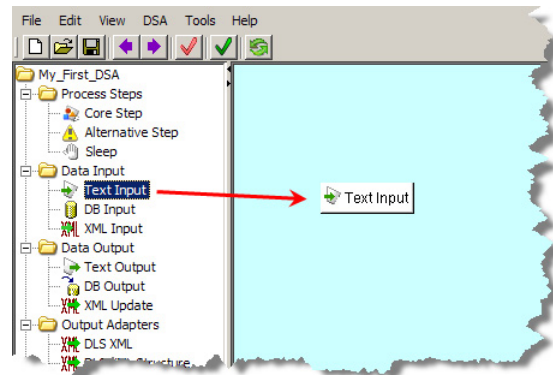 File Edit View DSA Tools Help
My_First_DSA
Process Steps
Core Step
Alternative Step
Sleep
Data Input
Text Input
DB Input
XML Input
Data Output
Text Output
DB Output
XML Update
Output Adapters
DLS XML
Structure
Text Input